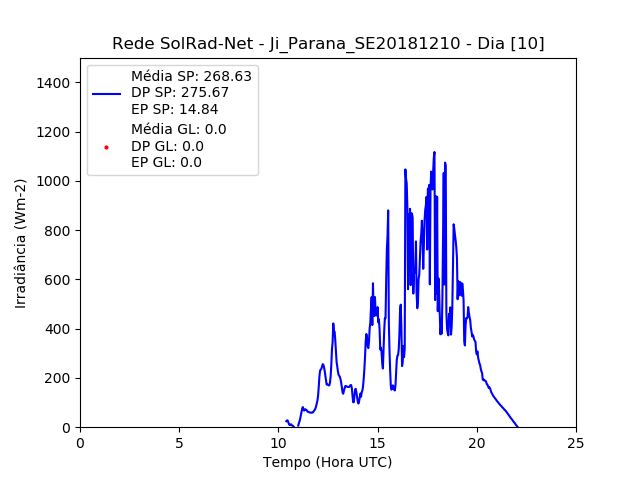 Rede SolRad-Net - Ji_Parana_SE20181210 - Dia [10]
Média SP: 268.63
DP SP: 275.67
EP SP: 14.84
Média GL: 0.0
DP GL: 0.0
EP GL: 0.0
Irradiância (Wm-2)
1400
1200
1000
800
600
400
200
0
0 5 10 15 20 25
Tempo (Hora UTC)